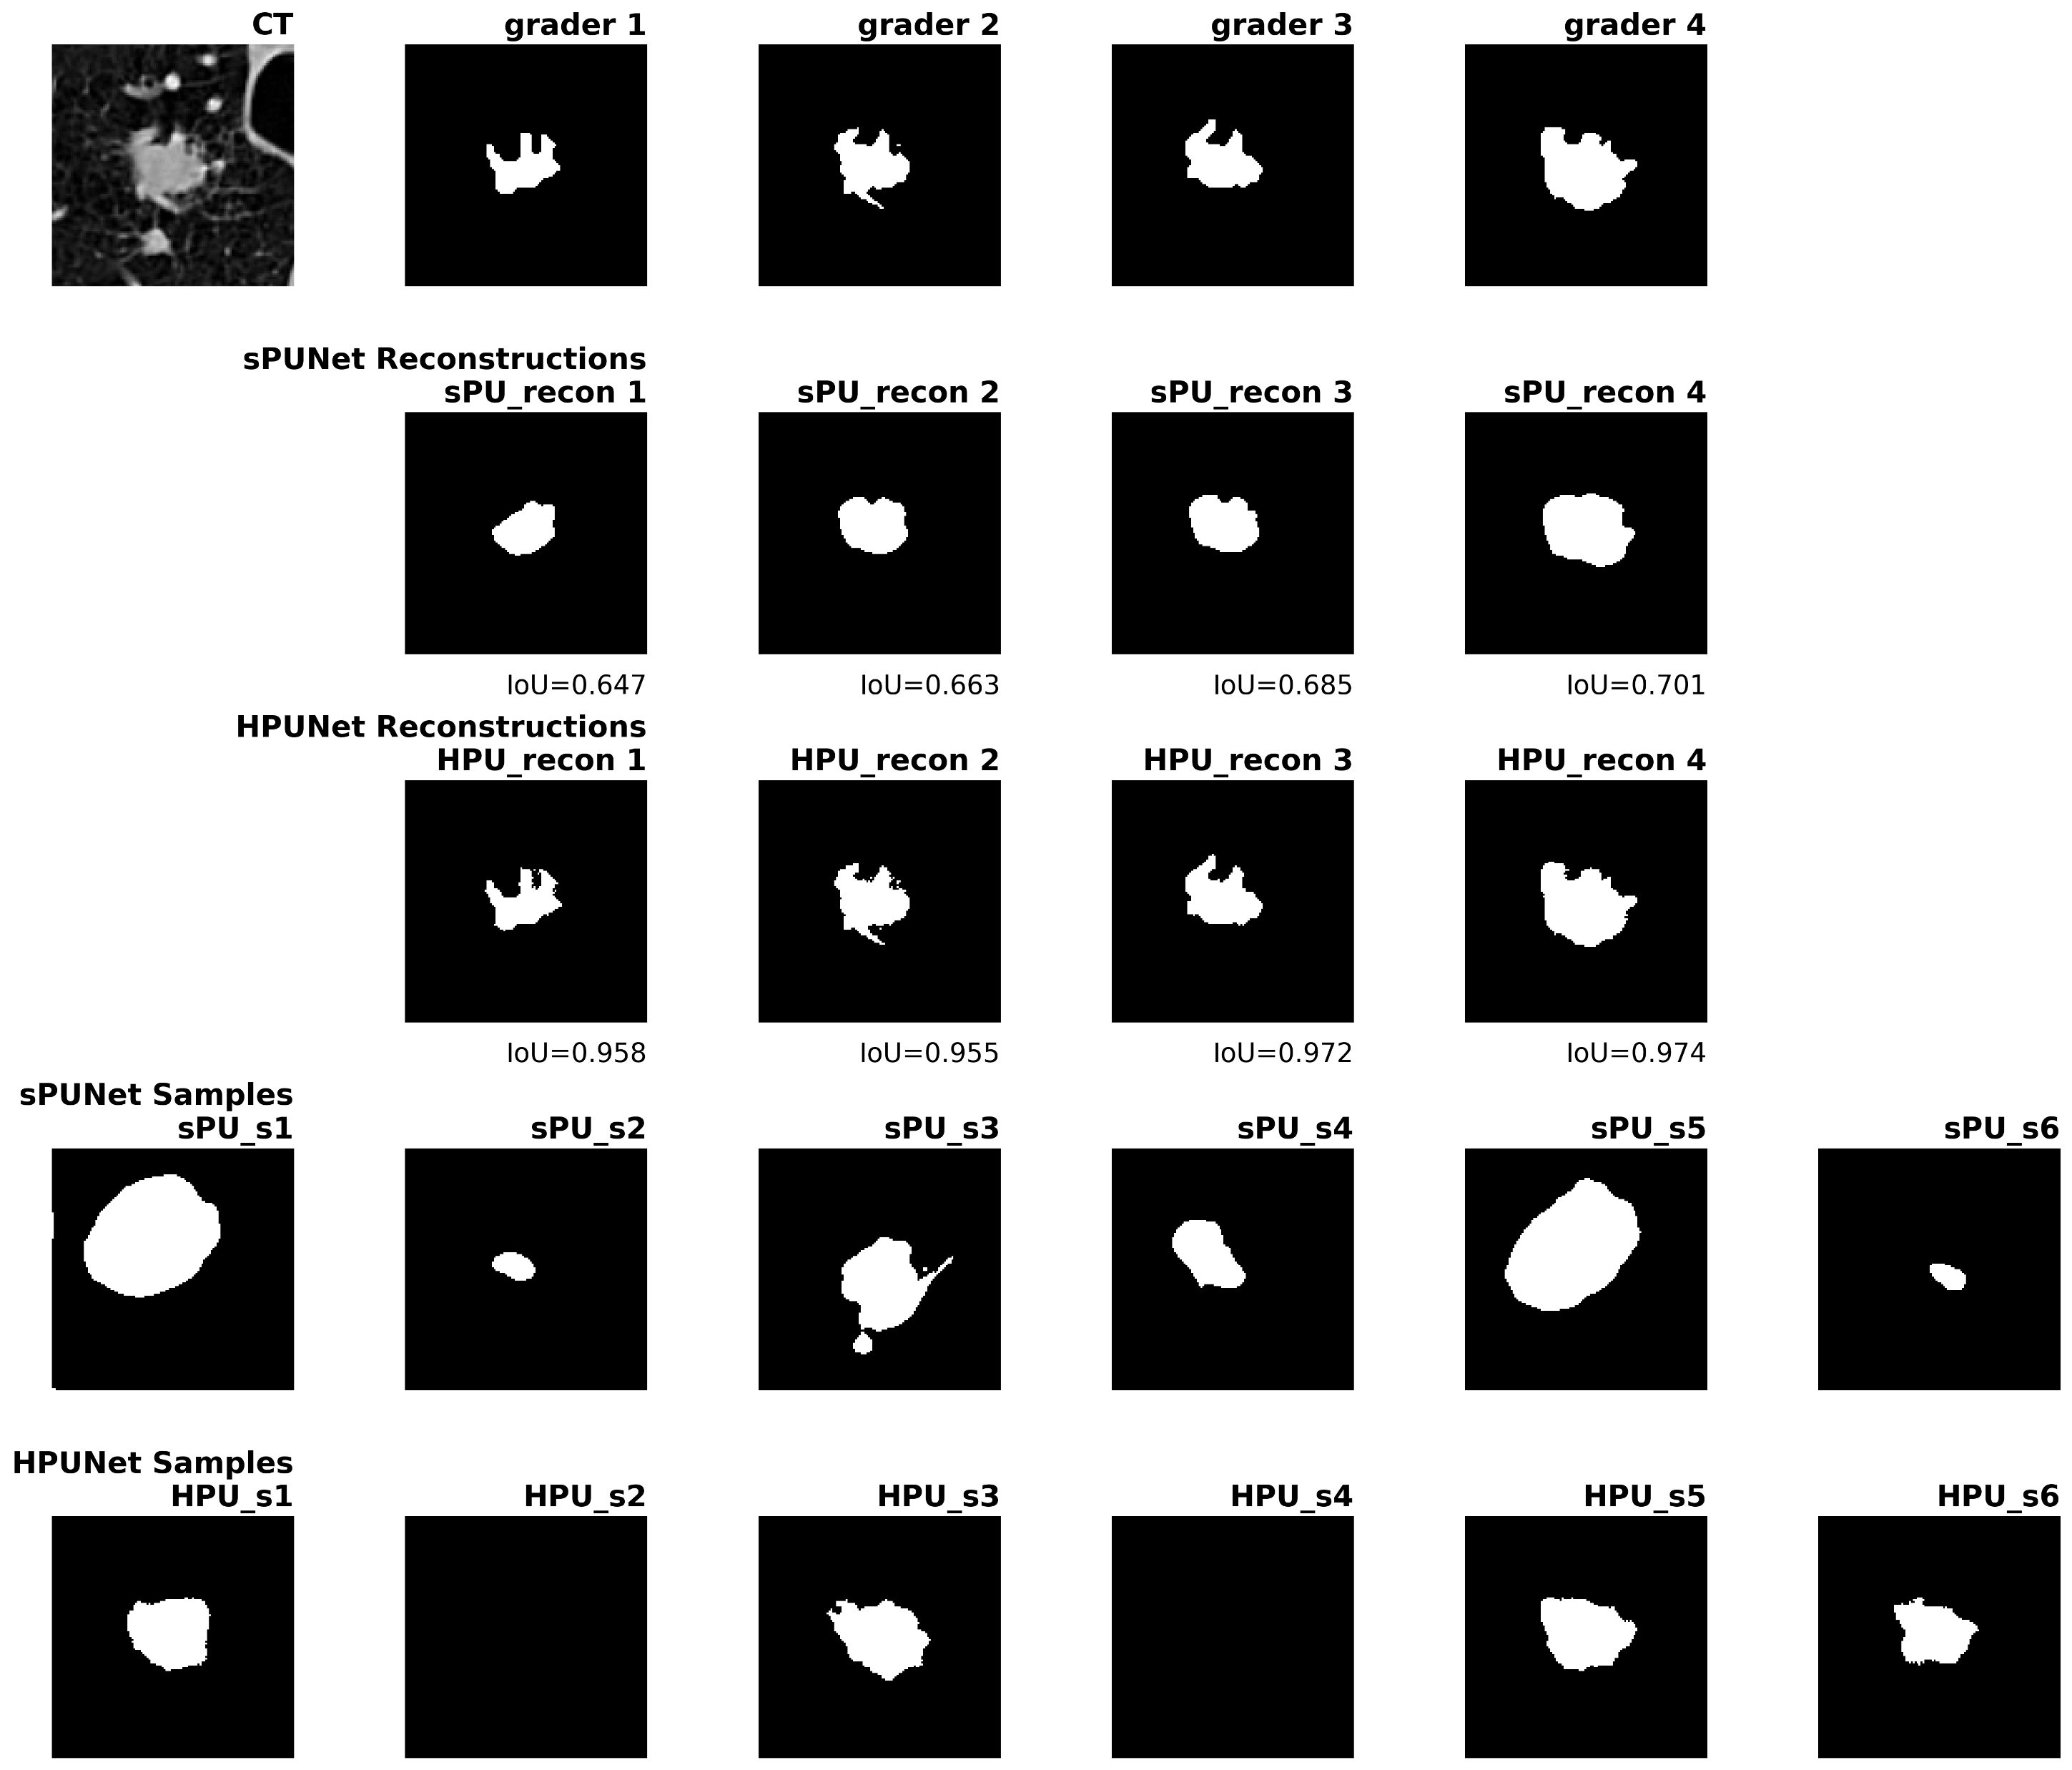 CT
grader 1
grader 2
grader 3
grader 4
sPUNet Reconstructions
sPU_recon 1
sPU_recon 2
sPU_recon 3
sPU_recon 4
IoU=0.647
IoU=0.663
IoU=0.685
IoU=0.701
HPUNet Reconstructions
HPU_recon 1
HPU_recon 2
HPU_recon 3
HPU_recon 4
IoU=0.958
IoU=0.955
IoU=0.972
IoU=0.974
sPUNet Samples
sPU_s1
sPU_s2
sPU_s3
sPU_s4
sPU_s5
sPU_s6
HPUNet Samples
HPU_s1
HPU_s2
HPU_s3
HPU_s4
HPU_s5
HPU_s6